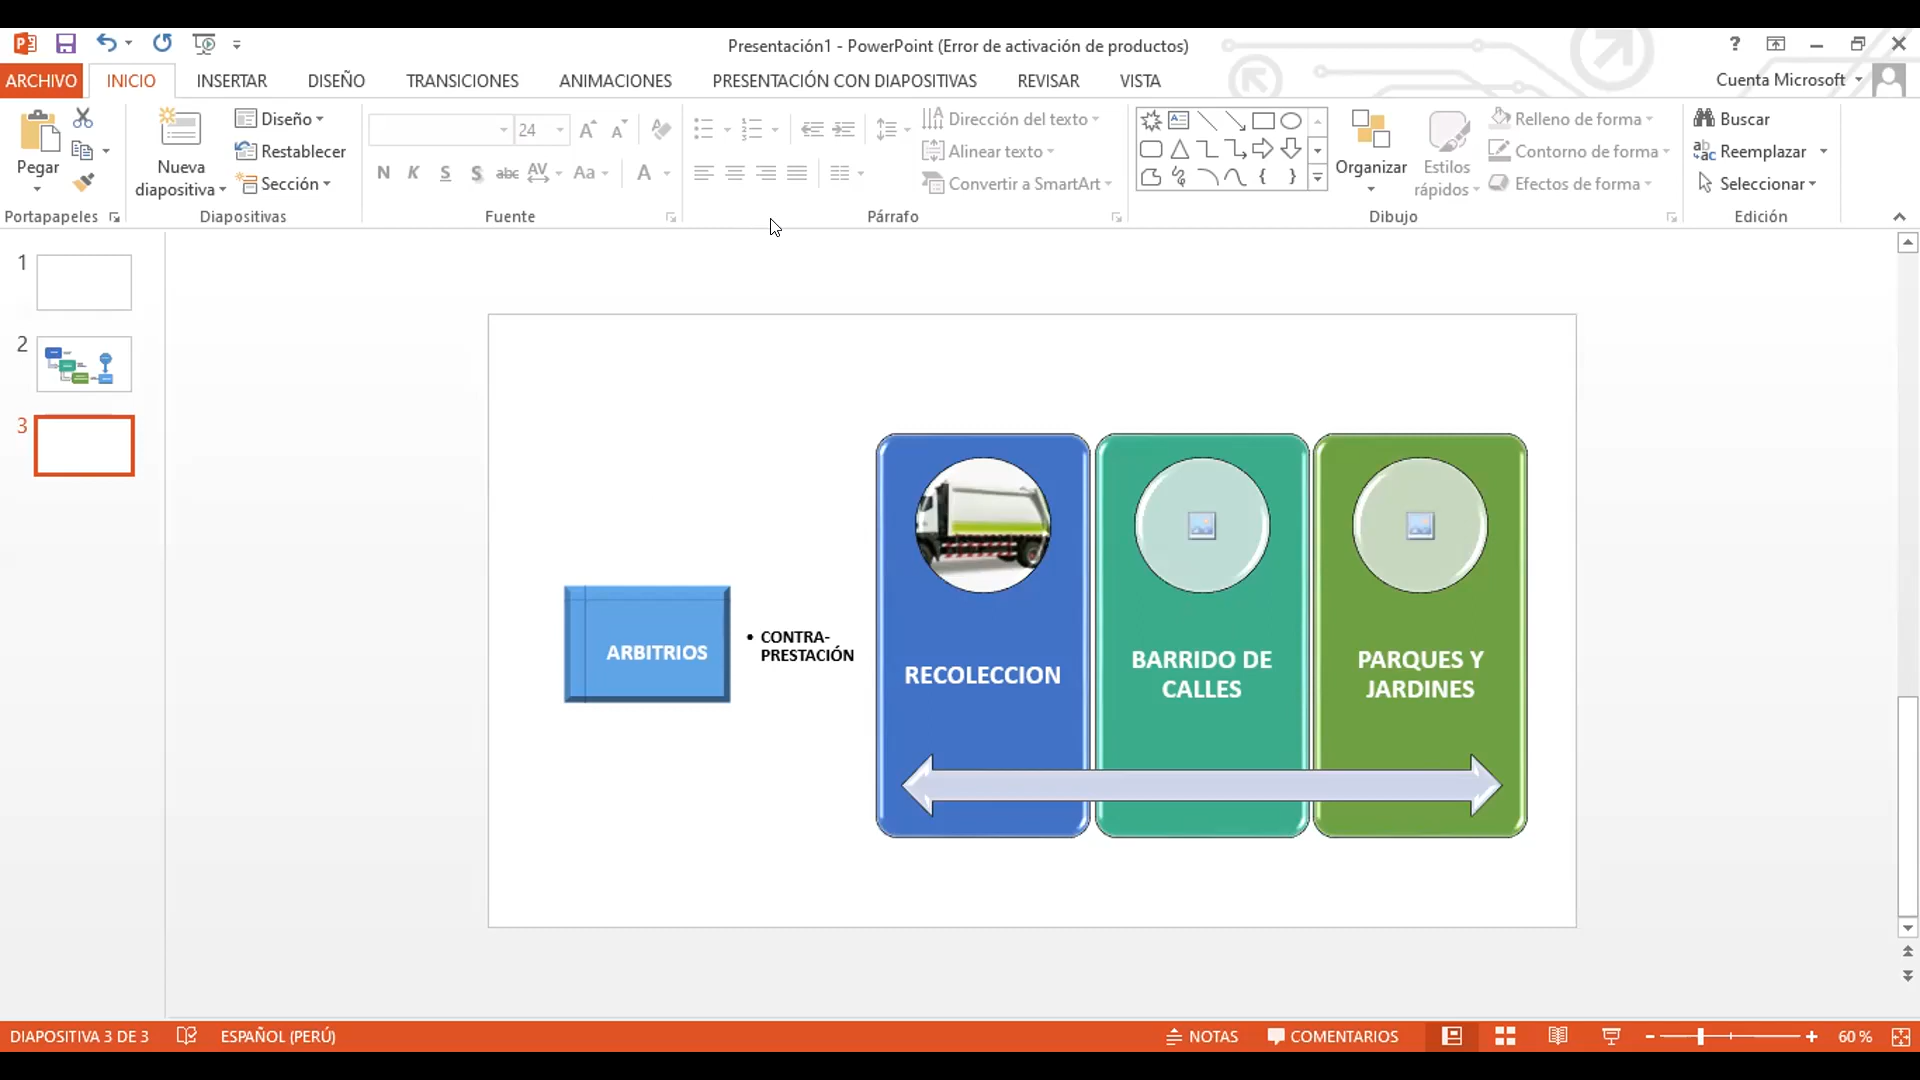 Presentación1 - PowerPoint (Error de activación de productos)
?
ARCHIVO INICIO INSERTAR DISEÑO TRANSICIONES ANIMACIONES PRESENTACIÓN CON DIAPOSITIVAS REVISAR VISTA
Cuenta Microsoft
Pegar
Nueva
diapositiva
Diseño
Restablecer
Sección
24
N K S S abc AV Aa A
Dirección del texto
Alinear texto
Convertir a SmartArt
Organizar
Estilos
rápidos
Relleno de forma
Contorno de forma
Efectos de forma
Buscar
Reemplazar
Seleccionar
Portapapeles Diapositivas Fuente Párrafo Dibujo Edición
1
2
3
ARBITRIOS
• CONTRA-
PRESTACIÓN
RECOLECCION
BARRIDO DE
CALLES
PARQUES Y
JARDINES
DIAPOSITIVA 3 DE 3 ESPAÑOL (PERÚ) NOTAS COMENTARIOS 60 %